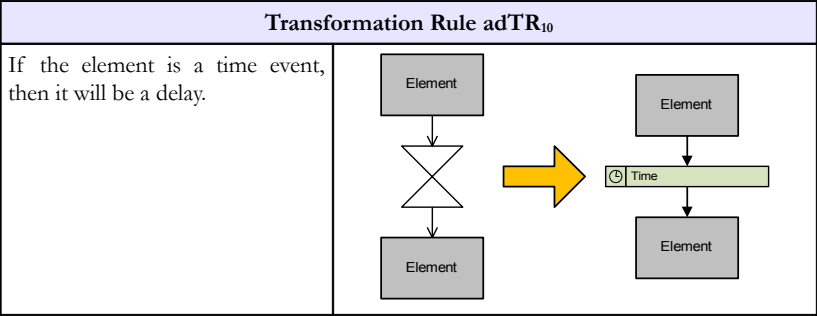 Transformation Rule adTR₁₀
If the element is a time event,
then it will be a delay.
Element
Element
Element
Time
Element